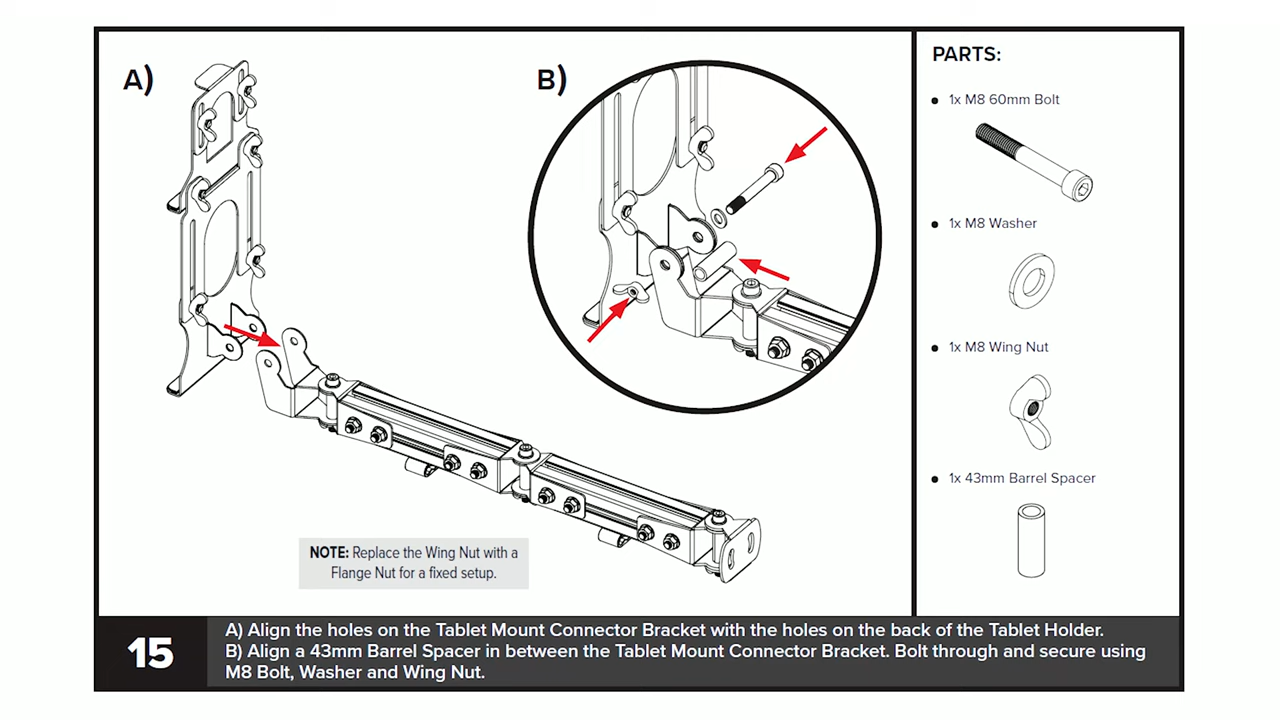 A)
B)
NOTE: Replace the Wing Nut with a
Flange Nut for a fixed setup.
PARTS:
• 1x M8 60mm Bolt
• 1x M8 Washer
• 1x M8 Wing Nut
• 1x 43mm Barrel Spacer
15
A) Align the holes on the Tablet Mount Connector Bracket with the holes on the back of the Tablet Holder.
B) Align a 43mm Barrel Spacer in between the Tablet Mount Connector Bracket. Bolt through and secure using
M8 Bolt, Washer and Wing Nut.